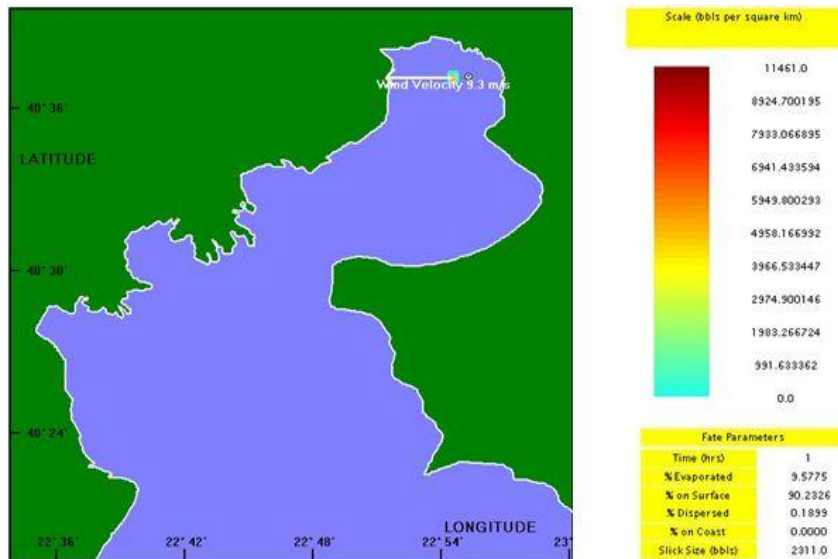 Wind Velocity 9.3 m/s
40° 36'
LATITUDE
40° 30'
40° 24'
LONGITUDE
22° 36' 22° 42' 22° 48' 22° 54' 23°
Scale (bbls per square km)
11461.0
8924.700195
7933.066895
6941.433594
5949.800293
4958.166992
3966.533447
2974.900146
1983.266724
991.633362
0.0
Fate Parameters
Time (hrs) 1
% Evaporated 9.5775
% on Surface 90.2326
% Dispersed 0.1899
% on Coast 0.0000
Slick Size (bbls) 2311.0